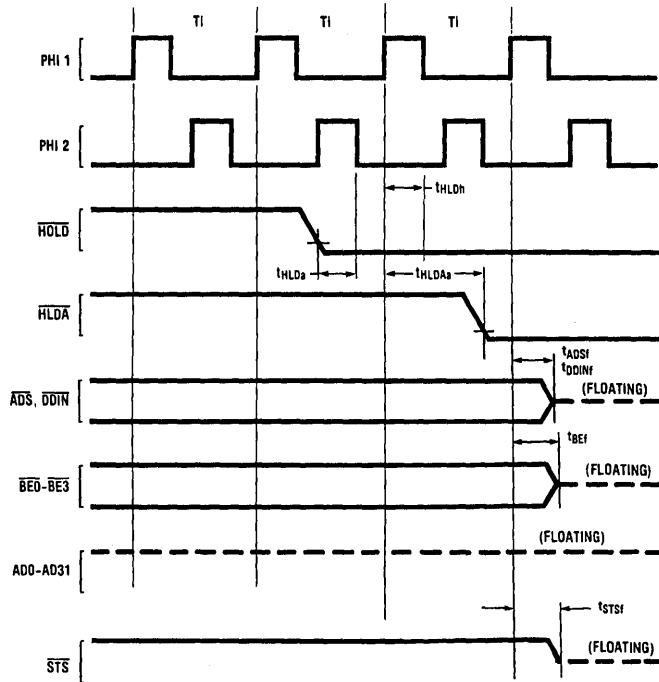 Ti Ti Ti
PHI 1
PHI 2
tHLDh
HOLD
tHLDa tHLDAa
HLDA
tADSf
tDDINf
ADS, DDIN (FLOATING)
tBEf
BE0-BE3 (FLOATING)
(FLOATING)
AD0-AD31
tSTSf
STS (FLOATING)